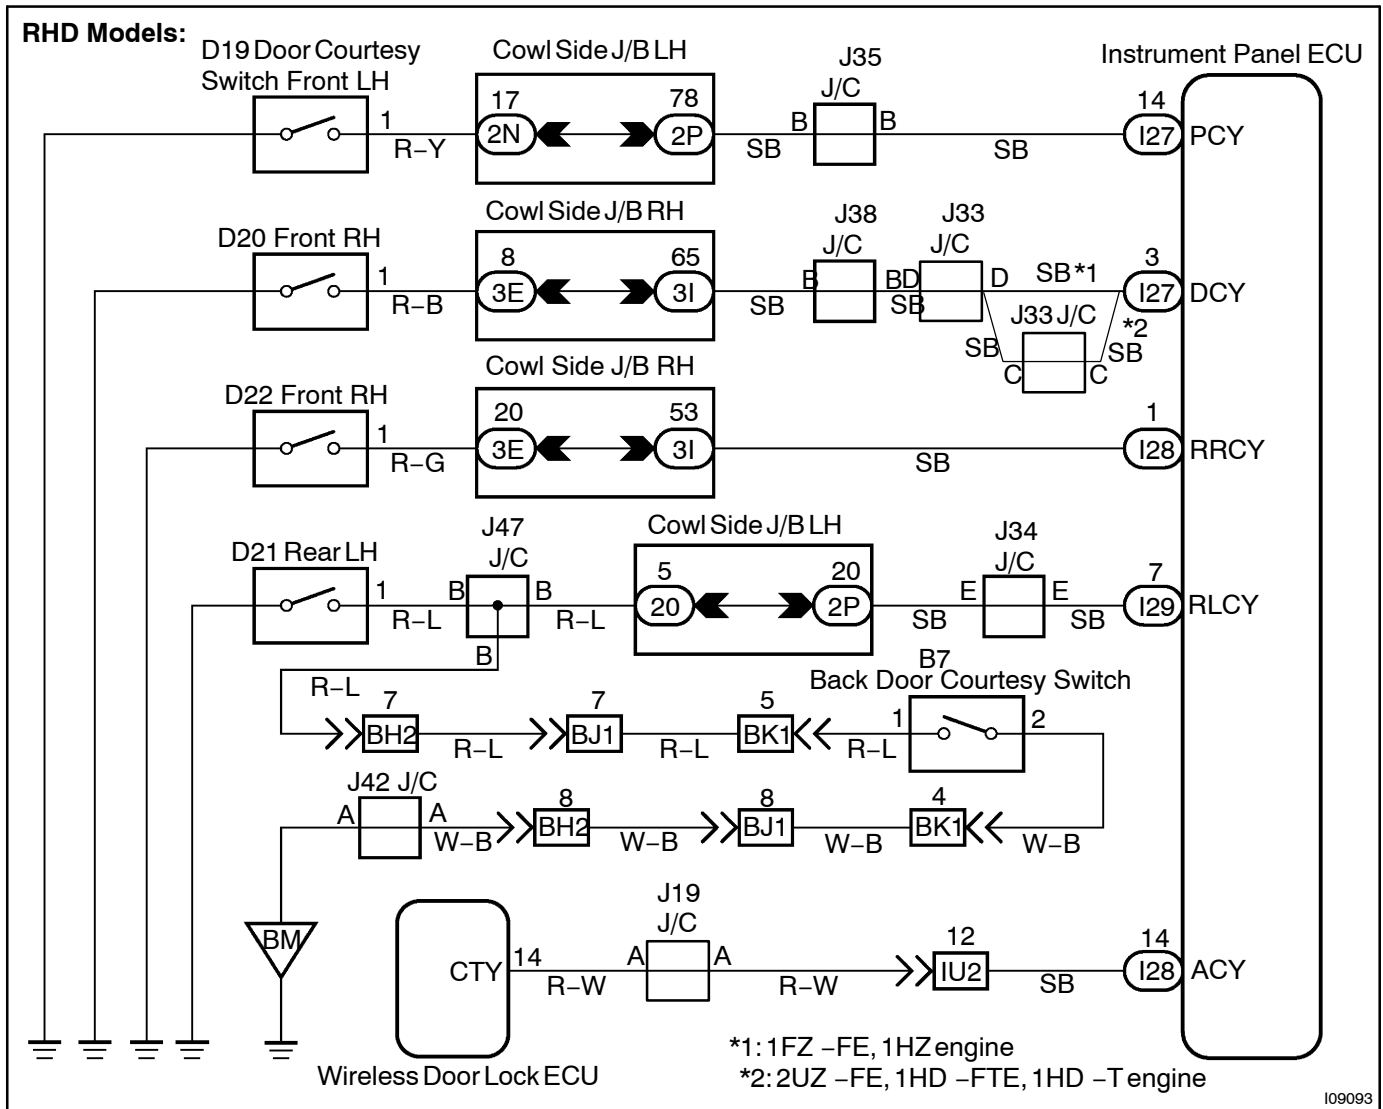 RHD Models:
D19 Door Courtesy
Switch Front LH
Cowl Side J/B LH
J35
J/C
Instrument Panel ECU
1
R-Y
17
2N
78
2P
SB
B
B
SB
14
I27
PCY
D20 Front RH
Cowl Side J/B RH
J38
J/C
J33
J/C
1
R-B
8
3E
65
3I
SB
B
BD
SB
D
SB*1
3
I27
DCY
J33 J/C
*2
SB
C
C
SB
D22 Front RH
Cowl Side J/B RH
1
R-G
20
3E
53
3I
SB
1
I28
RRCY
D21 Rear LH
J47
J/C
Cowl Side J/B LH
J34
J/C
1
R-L
B
B
R-L
5
20
20
2P
SB
E
E
SB
7
I29
RLCY
B
R-L
B7
Back Door Courtesy Switch
7
BH2
R-L
7
BJ1
R-L
5
BK1
R-L
1
2
J42 J/C
A
A
W-B
8
BH2
W-B
8
BJ1
W-B
4
BK1
W-B
BM
J19
J/C
CTY
14
R-W
A
A
R-W
12
IU2
SB
14
I28
ACY
Wireless Door Lock ECU
*1: 1FZ-FE, 1HZ engine
*2: 2UZ-FE, 1HD-FTE, 1HD-T engine
I09093